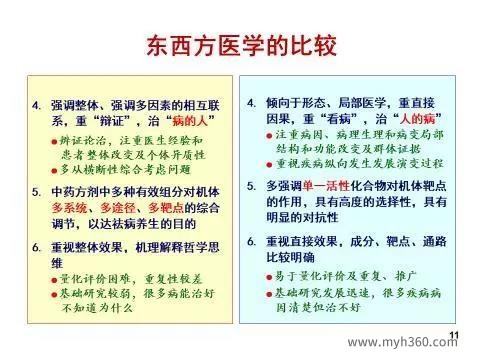 东西方医学的比较
4. 强调整体、强调多因素的相互联
系，重“辩证”，治“病的人”
●辨证论治，注重医生经验和
患者整体改变及个体异质性
●多从横断性综合考虑问题
5. 中药方剂中多种有效组分对机体
多系统、多途径、多靶点的综合
调节，以达祛病养生的目的
6. 重视整体效果，机理解释哲学思
维
●量化评价困难，重复性较差
●基础研究较弱，很多病能治好
不知道为什么
4. 倾向于形态、局部医学，重直接
因果，重“看病”，治“人的病”
●注重病因、病理生理和病变局部
结构和功能改变及群体证据
●重视疾病纵向发生发展演变过程
5. 多强调单一活性化合物对机体靶点
的作用，具有高度的选择性，具有
明显的对抗性
6. 重视直接效果，成分、靶点、通路
比较明确
●易于量化评价及重复、推广
●基础研究发展迅速，很多疾病病
因清楚但治不好
11
www.myh360.com